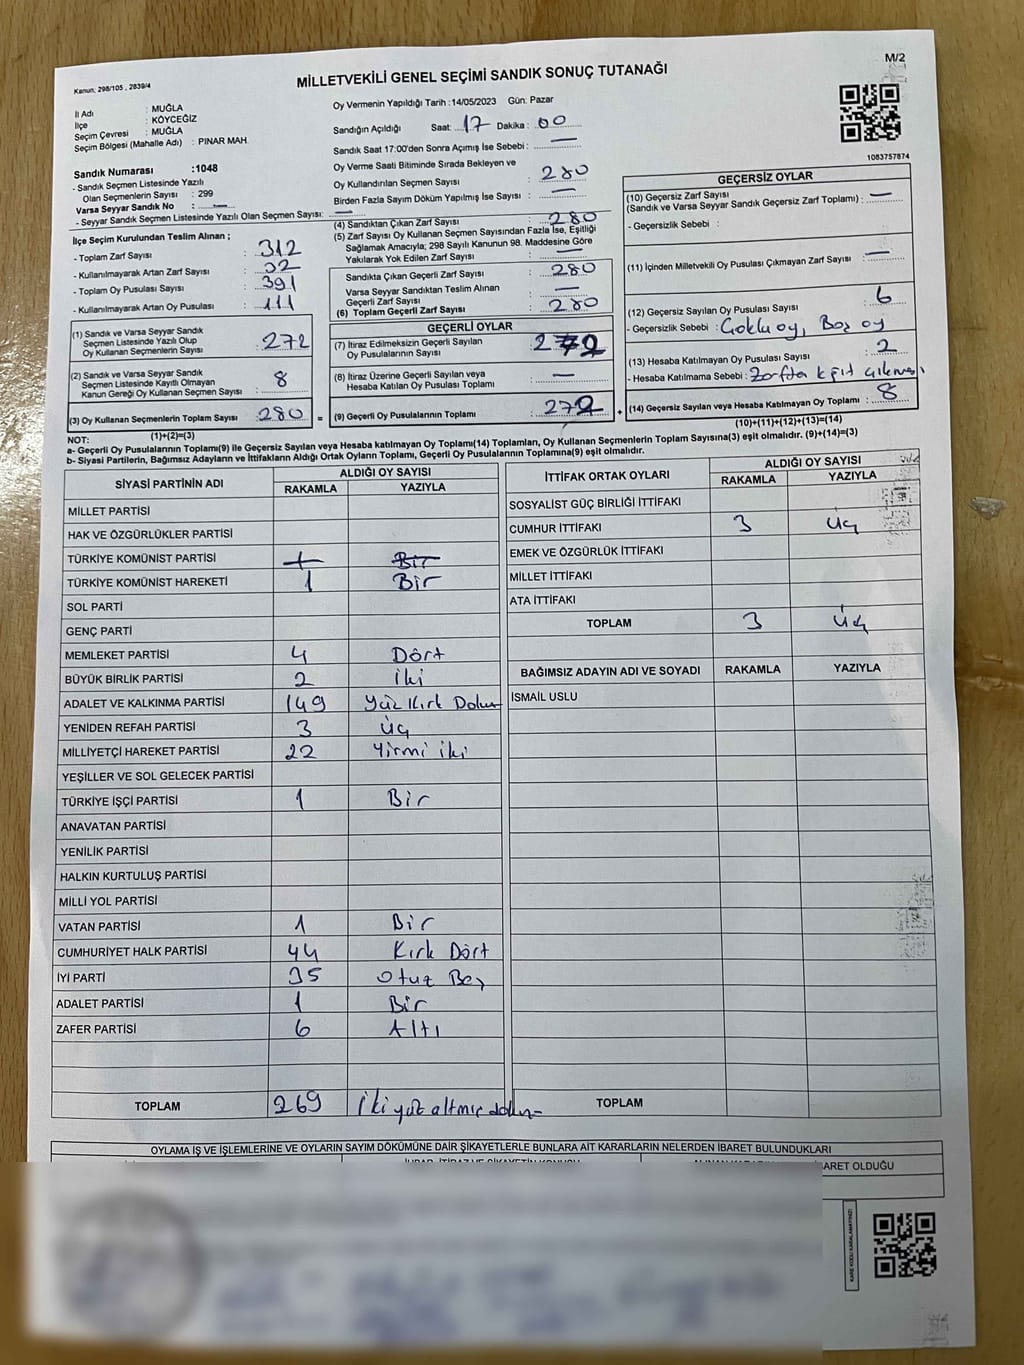 M/2
Kanun: 298/105 , 2839/4
MİLLETVEKİLİ GENEL SEÇİMİ SANDIK SONUÇ TUTANAĞI
İl Adı : MUĞLA
İlçe : KÖYCEĞİZ
Seçim Çevresi : MUĞLA
Seçim Bölgesi (Mahalle Adı) : PINAR MAH.
Sandık Numarası :1048
- Sandık Seçmen Listesinde Yazılı
Olan Seçmenlerin Sayısı : 299
Varsa Seyyar Sandık No : —
- Seyyar Sandık Seçmen Listesinde Yazılı Olan Seçmen Sayısı: —
Oy Vermenin Yapıldığı Tarih :14/05/2023 Gün: Pazar
Sandığın Açıldığı Saat: 17 Dakika : 00
Sandık Saat 17:00'den Sonra Açımış İse Sebebi : —
Oy Verme Saati Bitiminde Sırada Bekleyen ve
Oy Kullandırılan Seçmen Sayısı : 280
Birden Fazla Sayım Döküm Yapılmış İse Sayısı : —
(4) Sandıktan Çıkan Zarf Sayısı : 280
(5) Zarf Sayısı Oy Kullanan Seçmen Sayısından Fazla İse, Eşitliği
Sağlamak Amacıyla; 298 Sayılı Kanunun 98. Maddesine Göre
Yakılarak Yok Edilen Zarf Sayısı : —
Sandıkta Çıkan Geçerli Zarf Sayısı : 280
Varsa Seyyar Sandıktan Teslim Alınan
Geçerli Zarf Sayısı : —
(6) Toplam Geçerli Zarf Sayısı : 280
1083757874
GEÇERSİZ OYLAR
(10) Geçersiz Zarf Sayısı
(Sandık ve Varsa Seyyar Sandık Geçersiz Zarf Toplamı) : —
- Geçersizlik Sebebi :
(11) İçinden Milletvekili Oy Pusulası Çıkmayan Zarf Sayısı : —
(12) Geçersiz Sayılan Oy Pusulası Sayısı : 6
- Geçersizlik Sebebi : Çoklu oy, Boş oy
(13) Hesaba Katılmayan Oy Pusulası Sayısı : 2
- Hesaba Katılmama Sebebi : Zarfta kğıt çıkması
(14) Geçersiz Sayılan veya Hesaba Katılmayan Oy Toplamı : 8
(10)+(11)+(12)+(13)=(14)
İlçe Seçim Kurulundan Teslim Alınan ;
- Toplam Zarf Sayısı : 312
- Kullanılmayarak Artan Zarf Sayısı : 32
- Toplam Oy Pusulası Sayısı : 391
- Kullanılmayarak Artan Oy Pusulası : 111
(1) Sandık ve Varsa Seyyar Sandık
Seçmen Listesinde Yazılı Olup
Oy Kullanan Seçmenlerin Sayısı : 272
(2) Sandık ve Varsa Seyyar Sandık
Seçmen Listesinde Kayıtlı Olmayan
Kanun Gereği Oy Kullanan Seçmen Sayısı : 8
(3) Oy Kullanan Seçmenlerin Toplam Sayısı : 280
(1)+(2)=(3)
GEÇERLİ OYLAR
(7) İtiraz Edilmeksizin Geçerli Sayılan
Oy Pusulalarının Sayısı : 272
(8) İtiraz Üzerine Geçerli Sayılan veya
Hesaba Katılan Oy Pusulası Toplamı : —
= (9) Geçerli Oy Pusulalarının Toplamı : 272 +
NOT:
a- Geçerli Oy Pusulalarının Toplamı(9) ile Geçersiz Sayılan veya Hesaba katılmayan Oy Toplamı(14) Toplamları, Oy Kullanan Seçmenlerin Toplam Sayısına(3) eşit olmalıdır. (9)+(14)=(3)
b- Siyasi Partilerin, Bağımsız Adayların ve İttifakların Aldığı Ortak Oyların Toplamı, Geçerli Oy Pusulalarının Toplamına(9) eşit olmalıdır.
SİYASİ PARTİNİN ADI ALDIĞI OY SAYISI
RAKAMLA YAZIYLA
MİLLET PARTİSİ
HAK VE ÖZGÜRLÜKLER PARTİSİ
TÜRKİYE KOMÜNİST PARTİSİ 1 Bir
TÜRKİYE KOMÜNİST HAREKETİ 1 Bir
SOL PARTİ
GENÇ PARTİ
MEMLEKET PARTİSİ 4 Dört
BÜYÜK BİRLİK PARTİSİ 2 iki
ADALET VE KALKINMA PARTİSİ 149 Yüz Kırk Dokuz
YENİDEN REFAH PARTİSİ 3 üç
MİLLİYETÇİ HAREKET PARTİSİ 22 Yirmi iki
YEŞİLLER VE SOL GELECEK PARTİSİ
TÜRKİYE İŞÇİ PARTİSİ 1 Bir
ANAVATAN PARTİSİ
YENİLİK PARTİSİ
HALKIN KURTULUŞ PARTİSİ
MİLLİ YOL PARTİSİ
VATAN PARTİSİ 1 Bir
CUMHURİYET HALK PARTİSİ 44 Kırk Dört
İYİ PARTİ 35 Otuz Beş
ADALET PARTİSİ 1 Bir
ZAFER PARTİSİ 6 Altı
TOPLAM 269 İki yüz altmış dokuz
İTTİFAK ORTAK OYLARI ALDIĞI OY SAYISI
RAKAMLA YAZIYLA
SOSYALİST GÜÇ BİRLİĞİ İTTİFAKI
CUMHUR İTTİFAKI 3 üç
EMEK VE ÖZGÜRLÜK İTTİFAKI
MİLLET İTTİFAKI
ATA İTTİFAKI
TOPLAM 3 üç
BAĞIMSIZ ADAYIN ADI VE SOYADI RAKAMLA YAZIYLA
İSMAİL USLU
TOPLAM
OYLAMA İŞ VE İŞLEMLERİNE VE OYLARIN SAYIM DÖKÜMÜNE DAİR ŞİKAYETLERLE BUNLARA AİT KARARLARIN NELERDEN İBARET BULUNDUKLARI
BARET OLDUĞU
KARE KODU KARALAMAYINIZ!